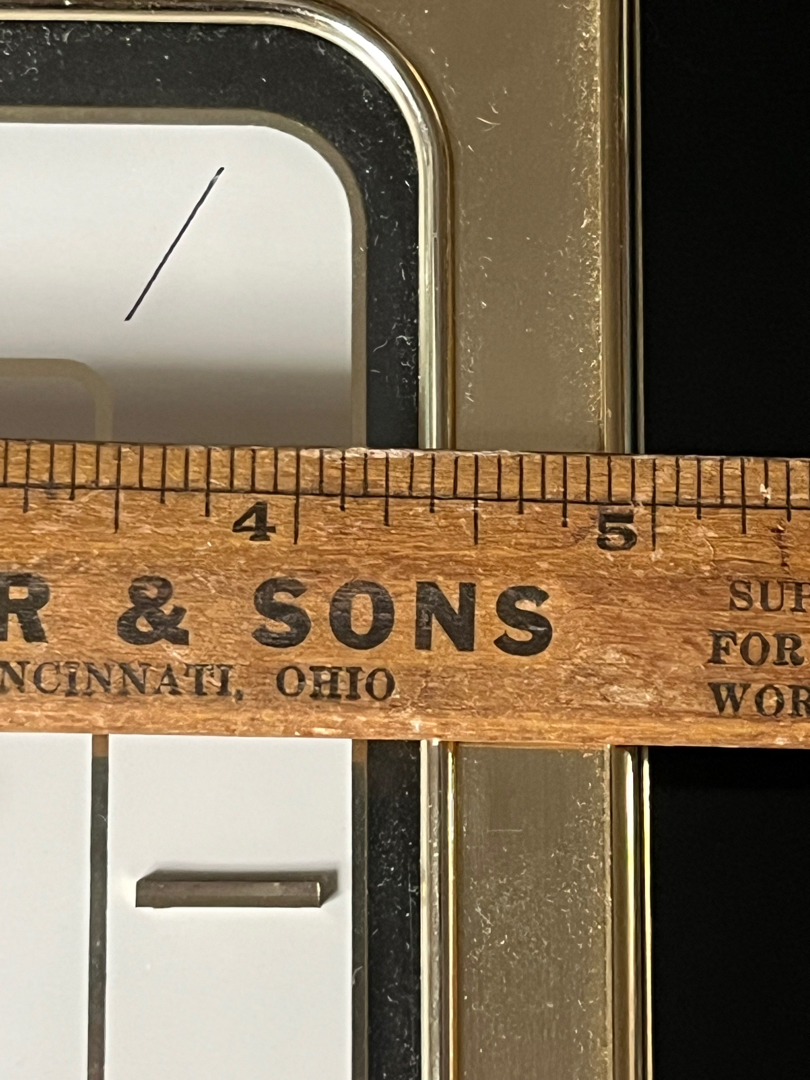 4 5
R & SONS
NCINNATI, OHIO
SUP
FOR
WOR